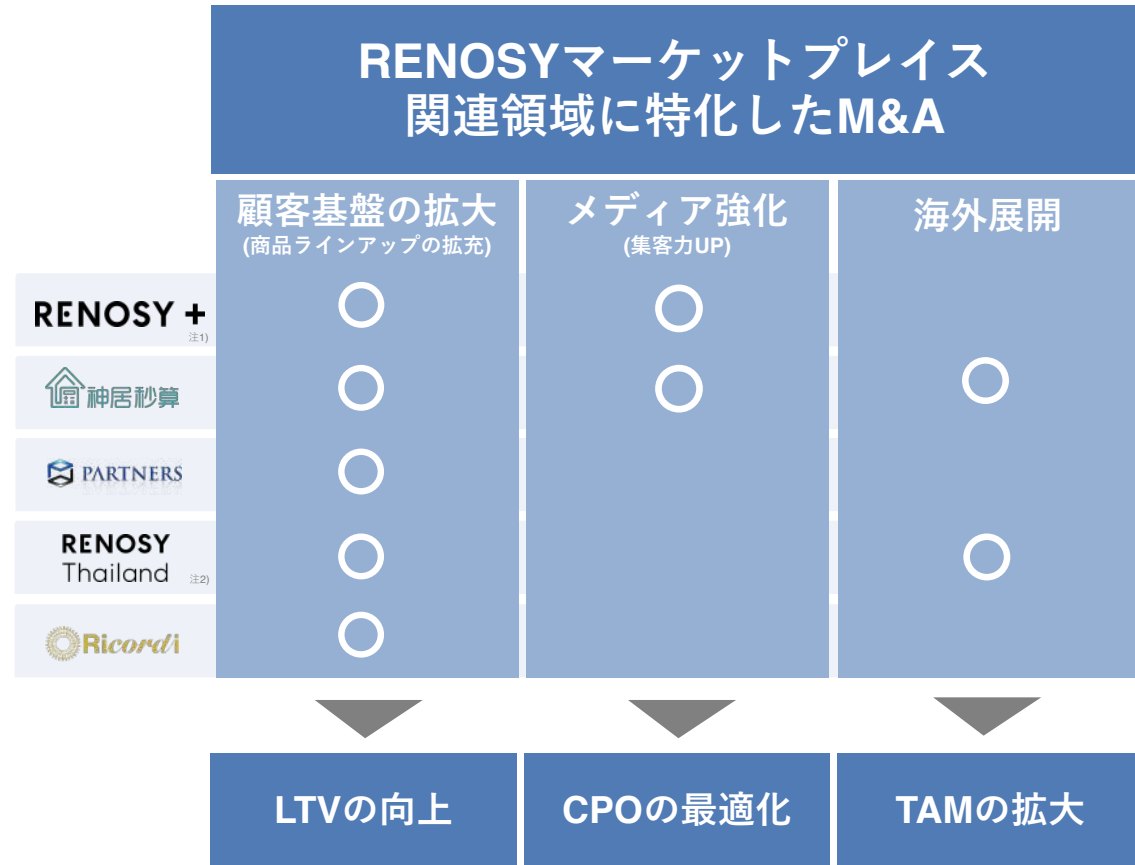 RENOSYマーケットプレイス
関連領域に特化したM&A
顧客基盤の拡大
(商品ラインアップの拡充)
メディア強化
(集客力UP)
海外展開
RENOSY +
注1)
神居秒算
PARTNERS
RENOSY
Thailand
注2)
Ricordi
LTVの向上
CPOの最適化
TAMの拡大